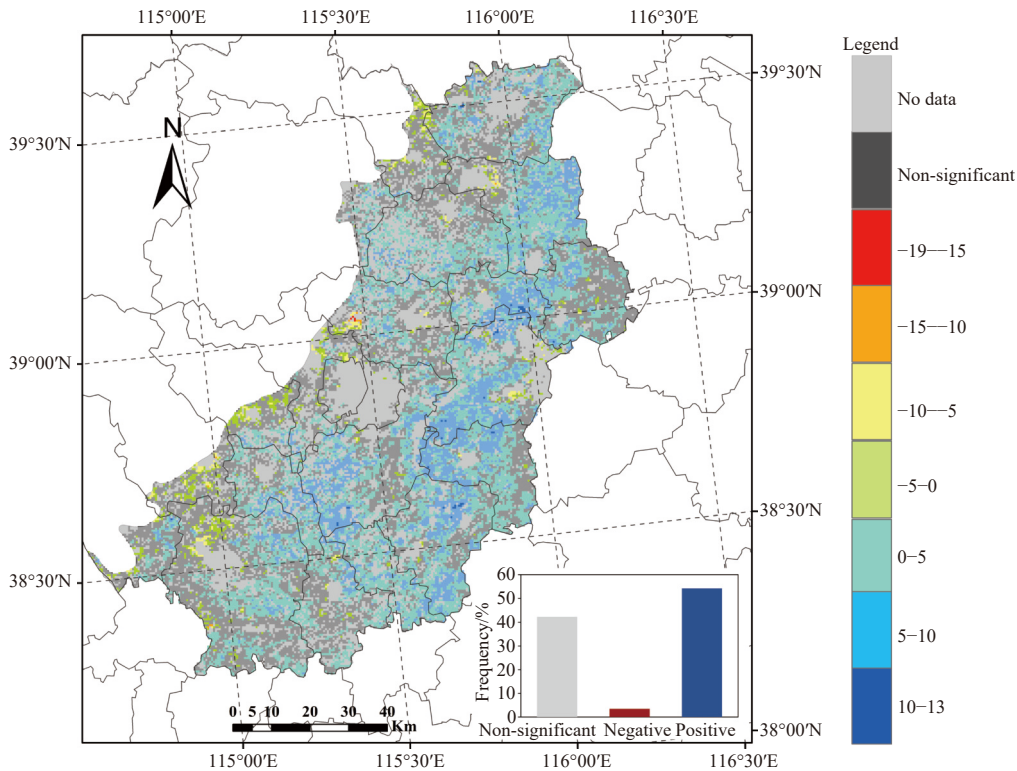 115°00′E 115°30′E 116°00′E 116°30′E
Legend
No data
Non-significant
−19−−15
−15−−10
−10−−5
−5−0
0−5
5−10
10−13
39°30′N
39°30′N
N
39°00′N
39°00′N
38°30′N
38°30′N
38°00′N
60
50
40
30
20
10
0
Frequency/%
Non-significant Negative Positive
0 5 10 20 30 40
Km
115°00′E 115°30′E 116°00′E 116°30′E